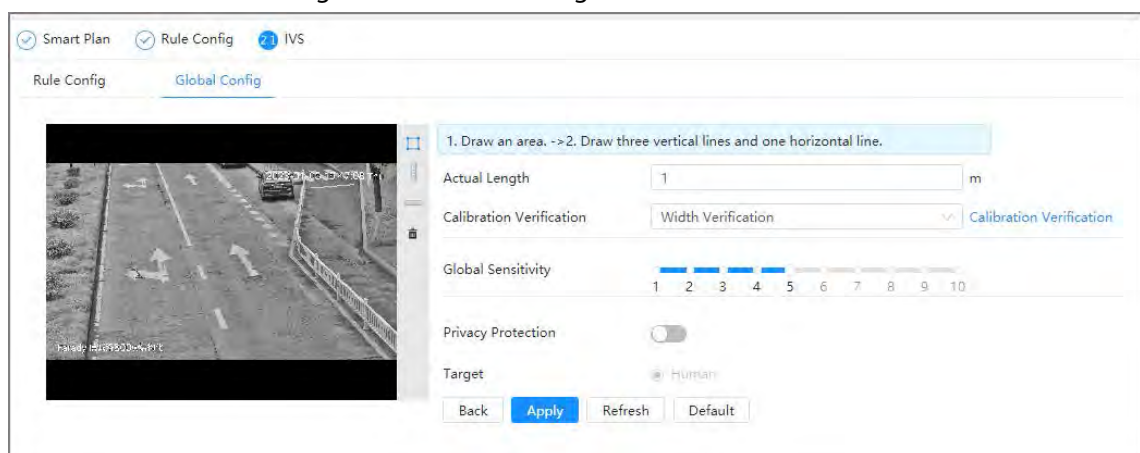 Smart Plan Rule Config 21 IVS
Rule Config Global Config
1. Draw an area. ->2. Draw three vertical lines and one horizontal line.
Actual Length 1 m
Calibration Verification Width Verification Calibration Verification
Global Sensitivity
1 2 3 4 5 6 7 8 9 10
Privacy Protection
Target Human
Back Apply Refresh Default